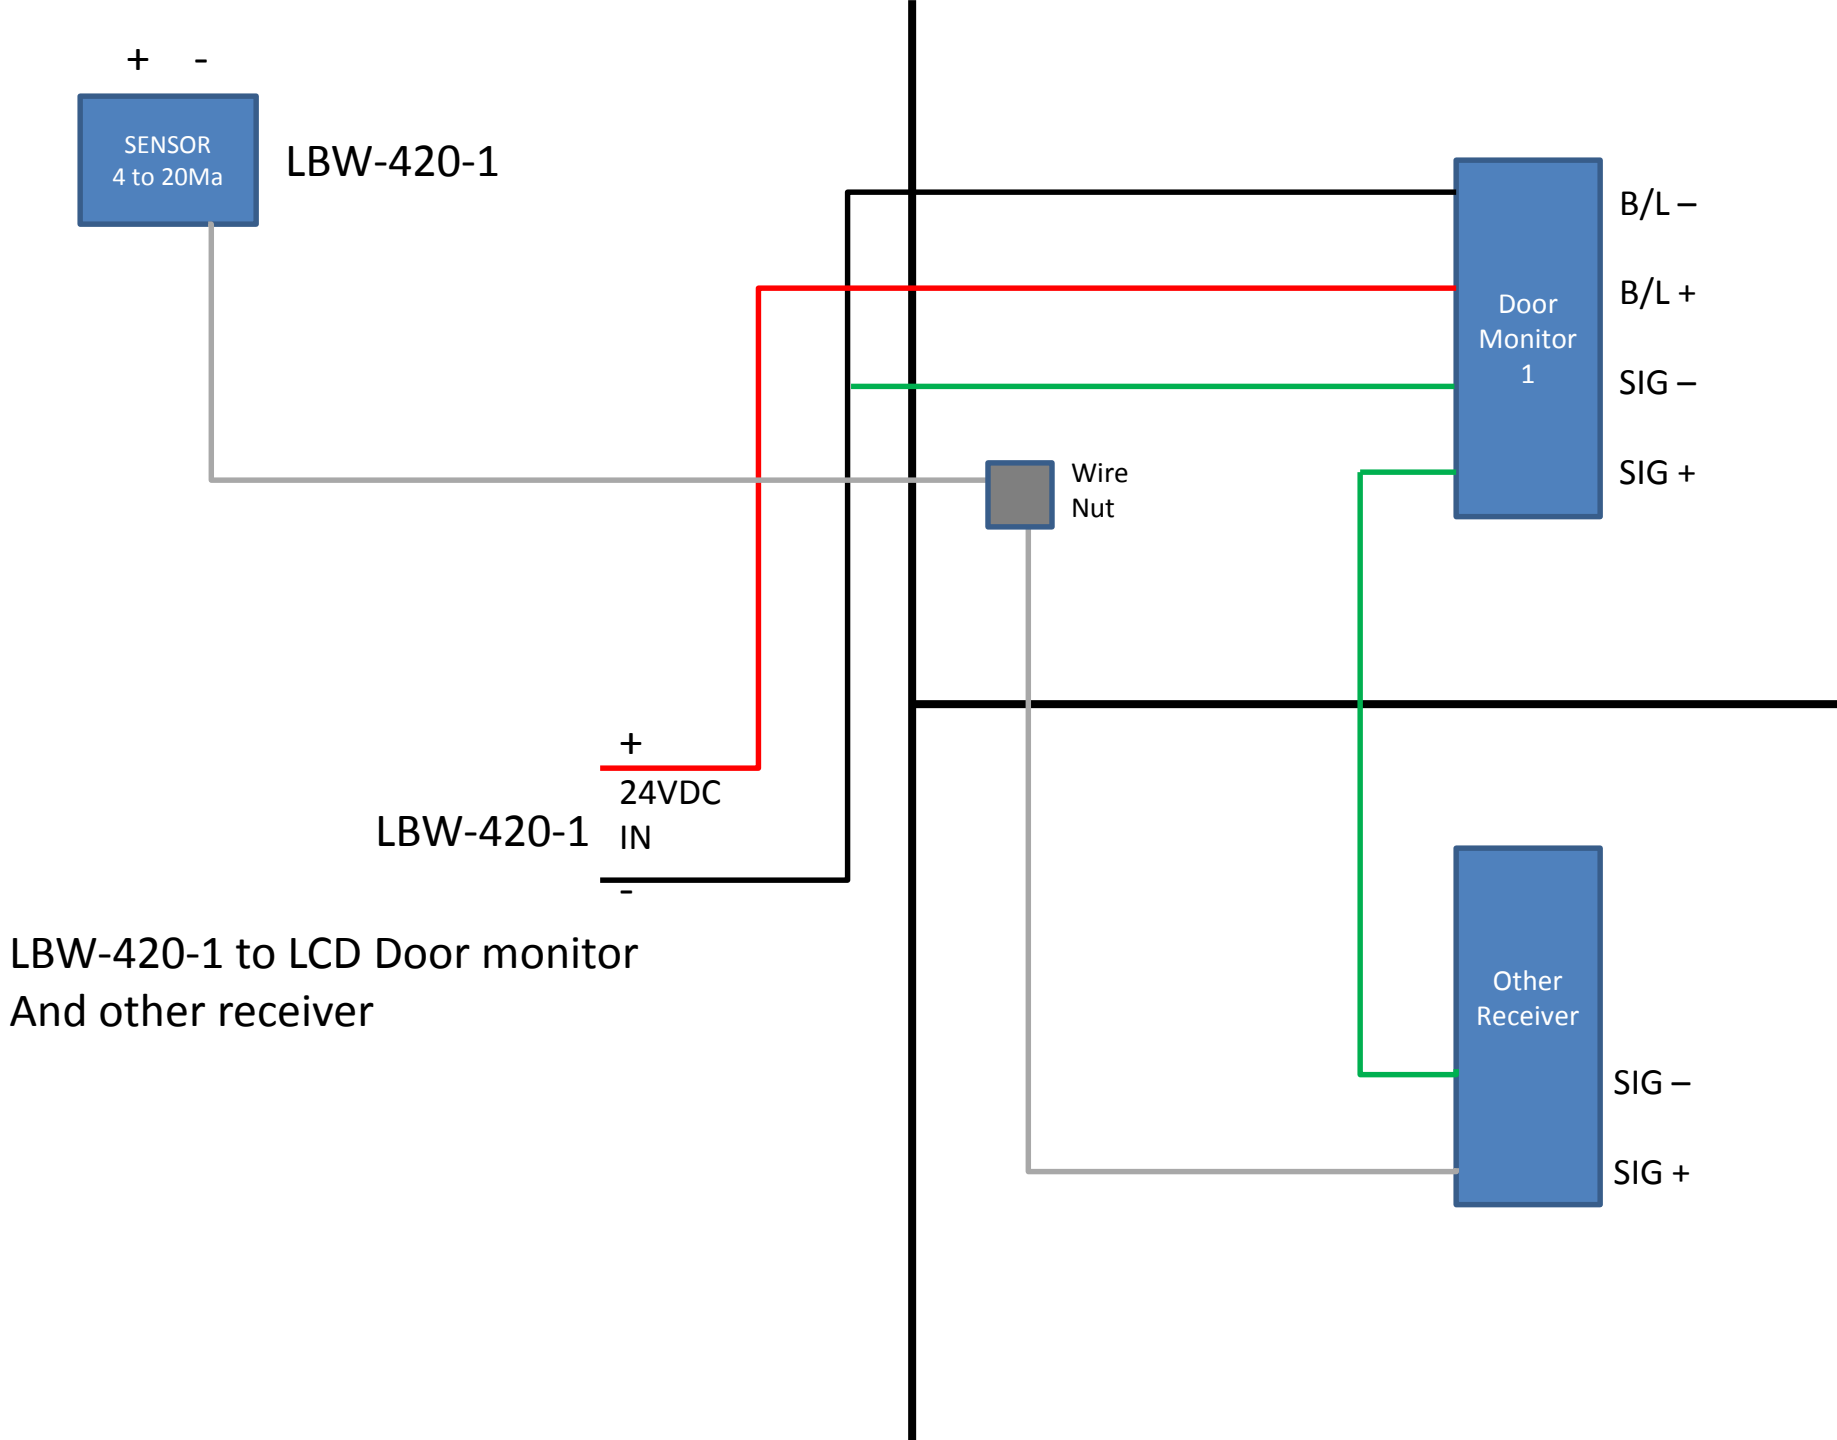 + -
SENSOR
4 to 20Ma
LBW-420-1
B/L –
B/L +
Door
Monitor
1
SIG –
SIG +
Wire
Nut
+
24VDC
LBW-420-1 IN
-
LBW-420-1 to LCD Door monitor
And other receiver
Other
Receiver
SIG –
SIG +